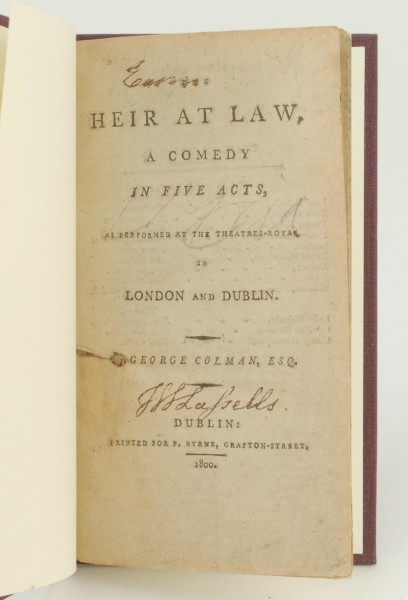 HEIR AT LAW,
A COMEDY
IN FIVE ACTS,
AS PERFORMED AT THE THEATRES-ROYAL
IN
LONDON AND DUBLIN.
GEORGE COLMAN, ESQ.
DUBLIN:
PRINTED FOR P. BYRNE, GRAFTON-STREET.
1800.